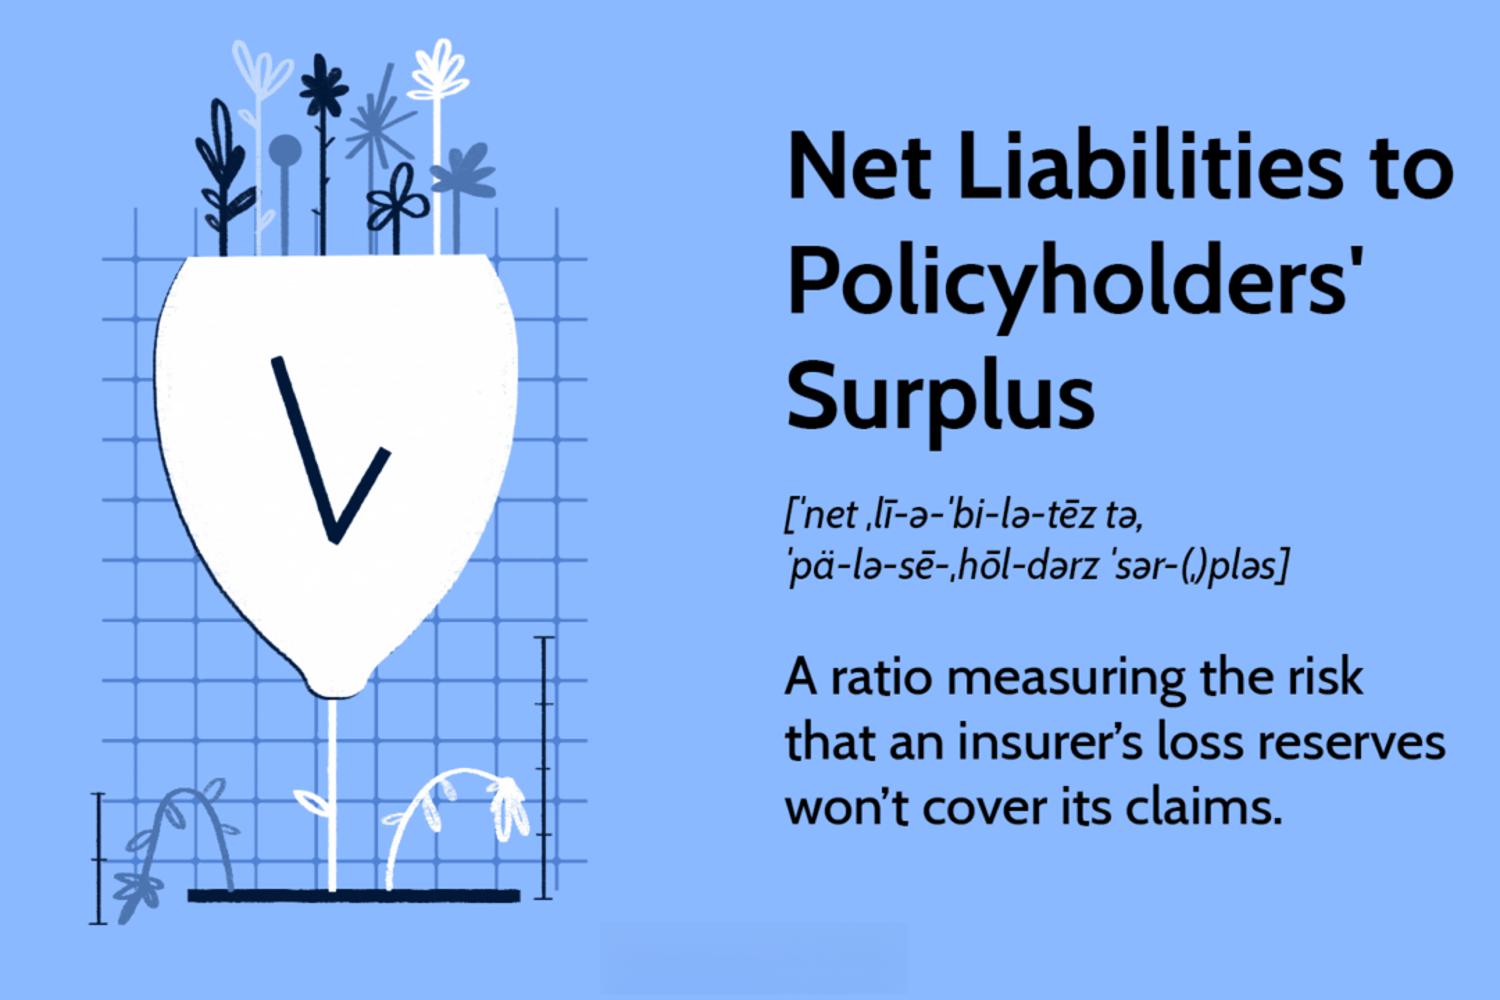 Net Liabilities to
Policyholders'
Surplus
['net ˌlī-ə-ˈbi-lə-tēz tə,
ˈpä-lə-sē-ˌhōl-dərz ˈsər-(ˌ)pləs]
A ratio measuring the risk
that an insurer’s loss reserves
won’t cover its claims.